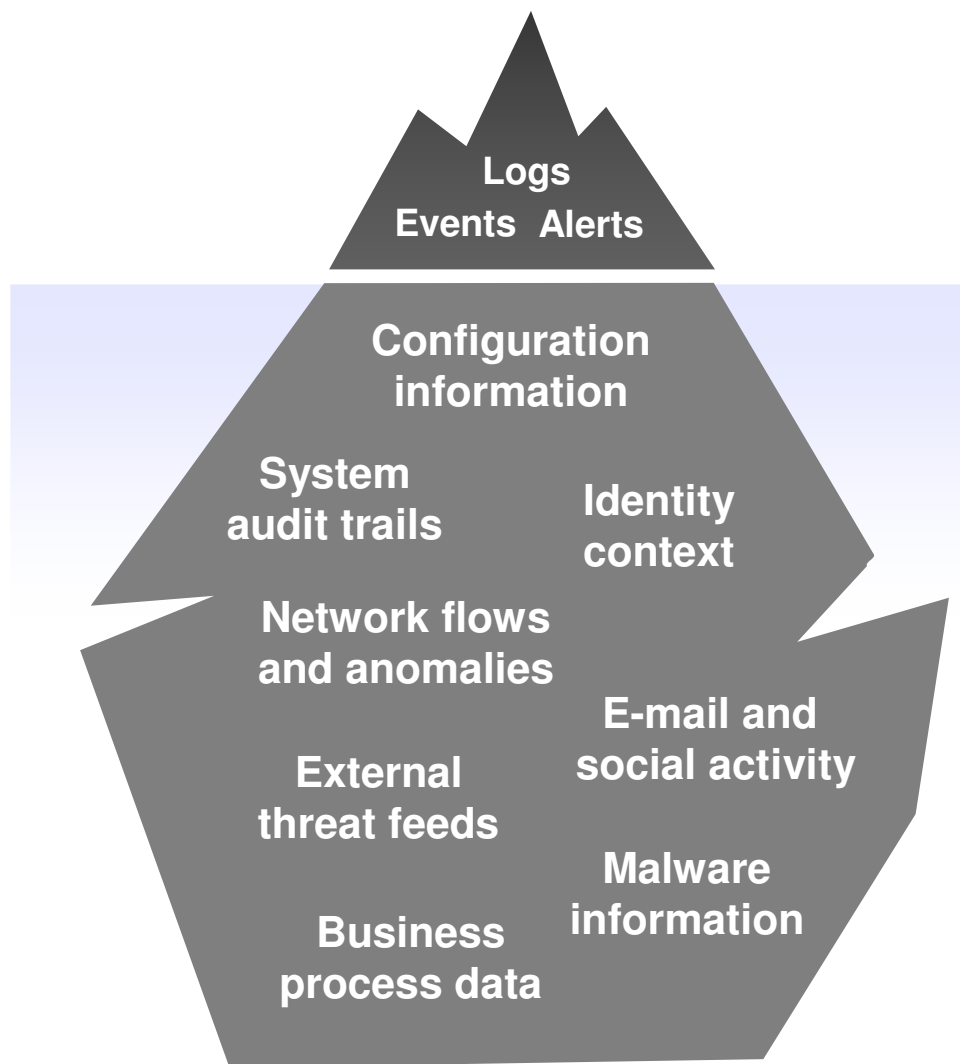 Logs
Events Alerts
Configuration
information
System
audit trails
Identity
context
Network flows
and anomalies
E-mail and
social activity
External
threat feeds
Malware
information
Business
process data